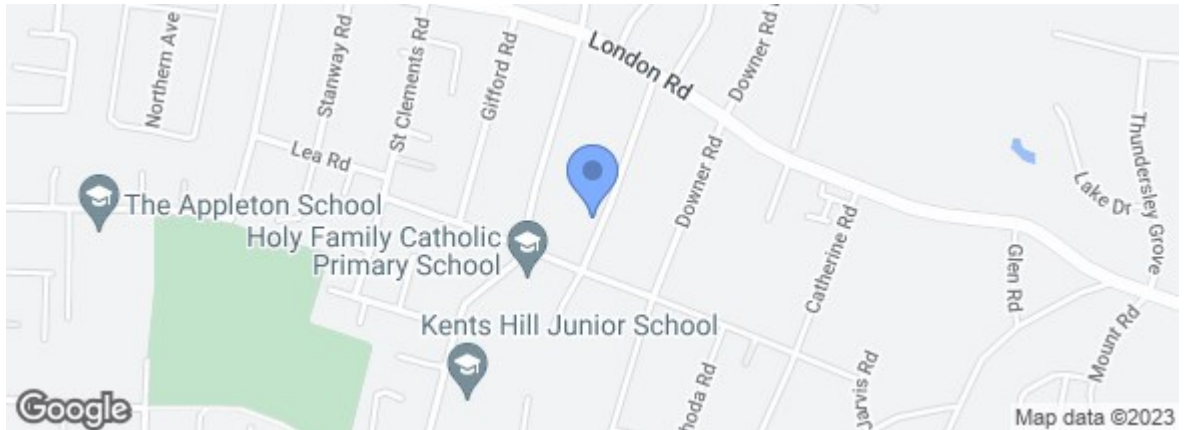 Northern Ave
Stanway Rd
St Clements Rd
Gifford Rd
London Rd
Downer Rd
Lea Rd
Thundersley Grove
Lake Dr
The Appleton School
Holy Family Catholic
Primary School
Downer Rd
Catherine Rd
Glen Rd
Mount Rd
Kents Hill Junior School
hoda Rd
Jarvis Rd
Google
Map data ©2023